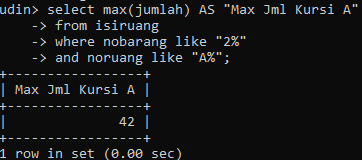 udin> select max(jumlah) AS "Max Jml Kursi A"
-> from isiruang
-> where nobarang like "2%"
-> and noruang like "A%";
+-----------------+
| Max Jml Kursi A |
+-----------------+
| 42 |
+-----------------+
1 row in set (0.00 sec)